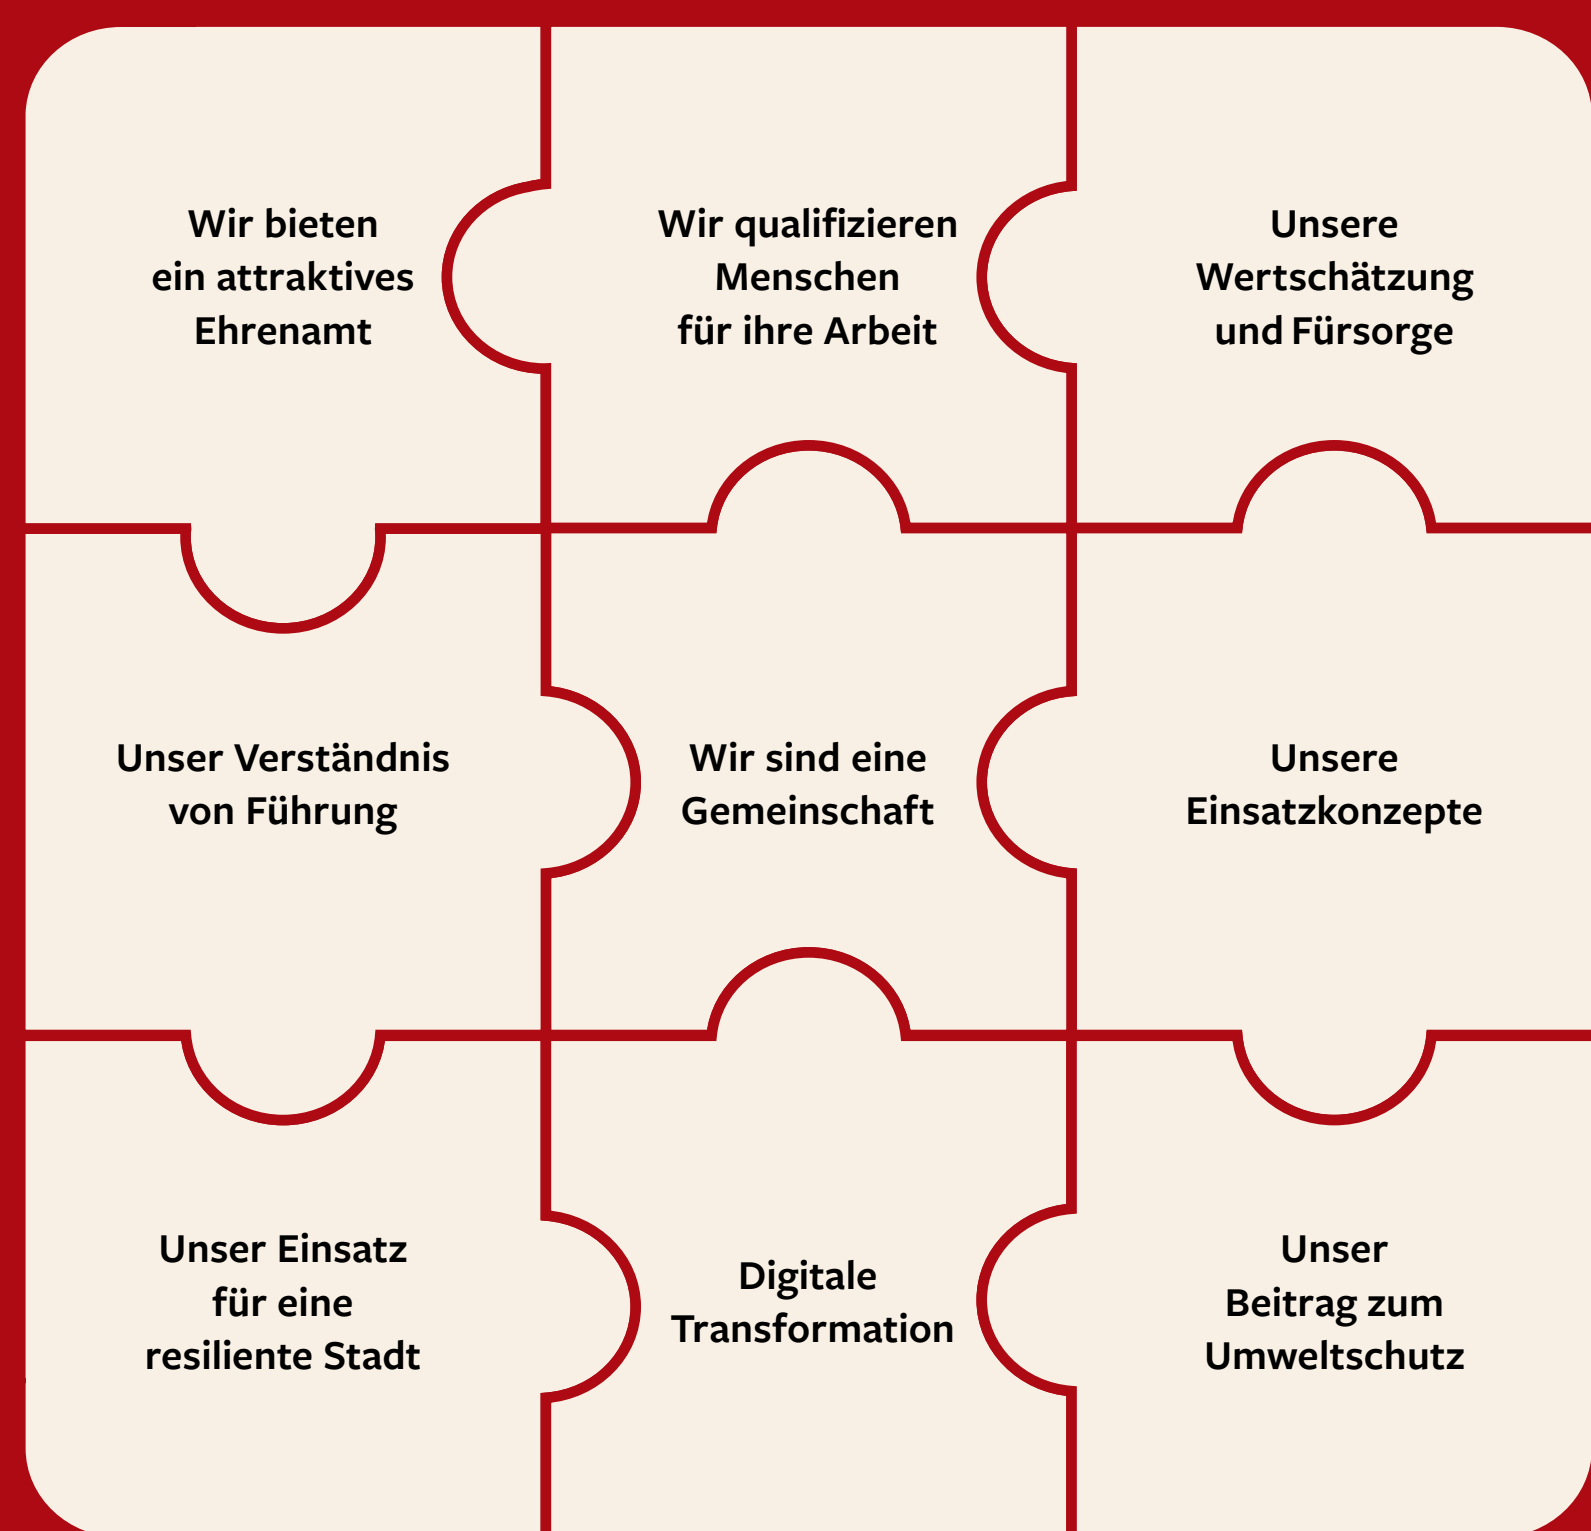 Wir bieten
ein attraktives
Ehrenamt
Wir qualifizieren
Menschen
für ihre Arbeit
Unsere
Wertschätzung
und Fürsorge
Unser Verständnis
von Führung
Wir sind eine
Gemeinschaft
Unsere
Einsatzkonzepte
Unser Einsatz
für eine
resiliente Stadt
Digitale
Transformation
Unser
Beitrag zum
Umweltschutz